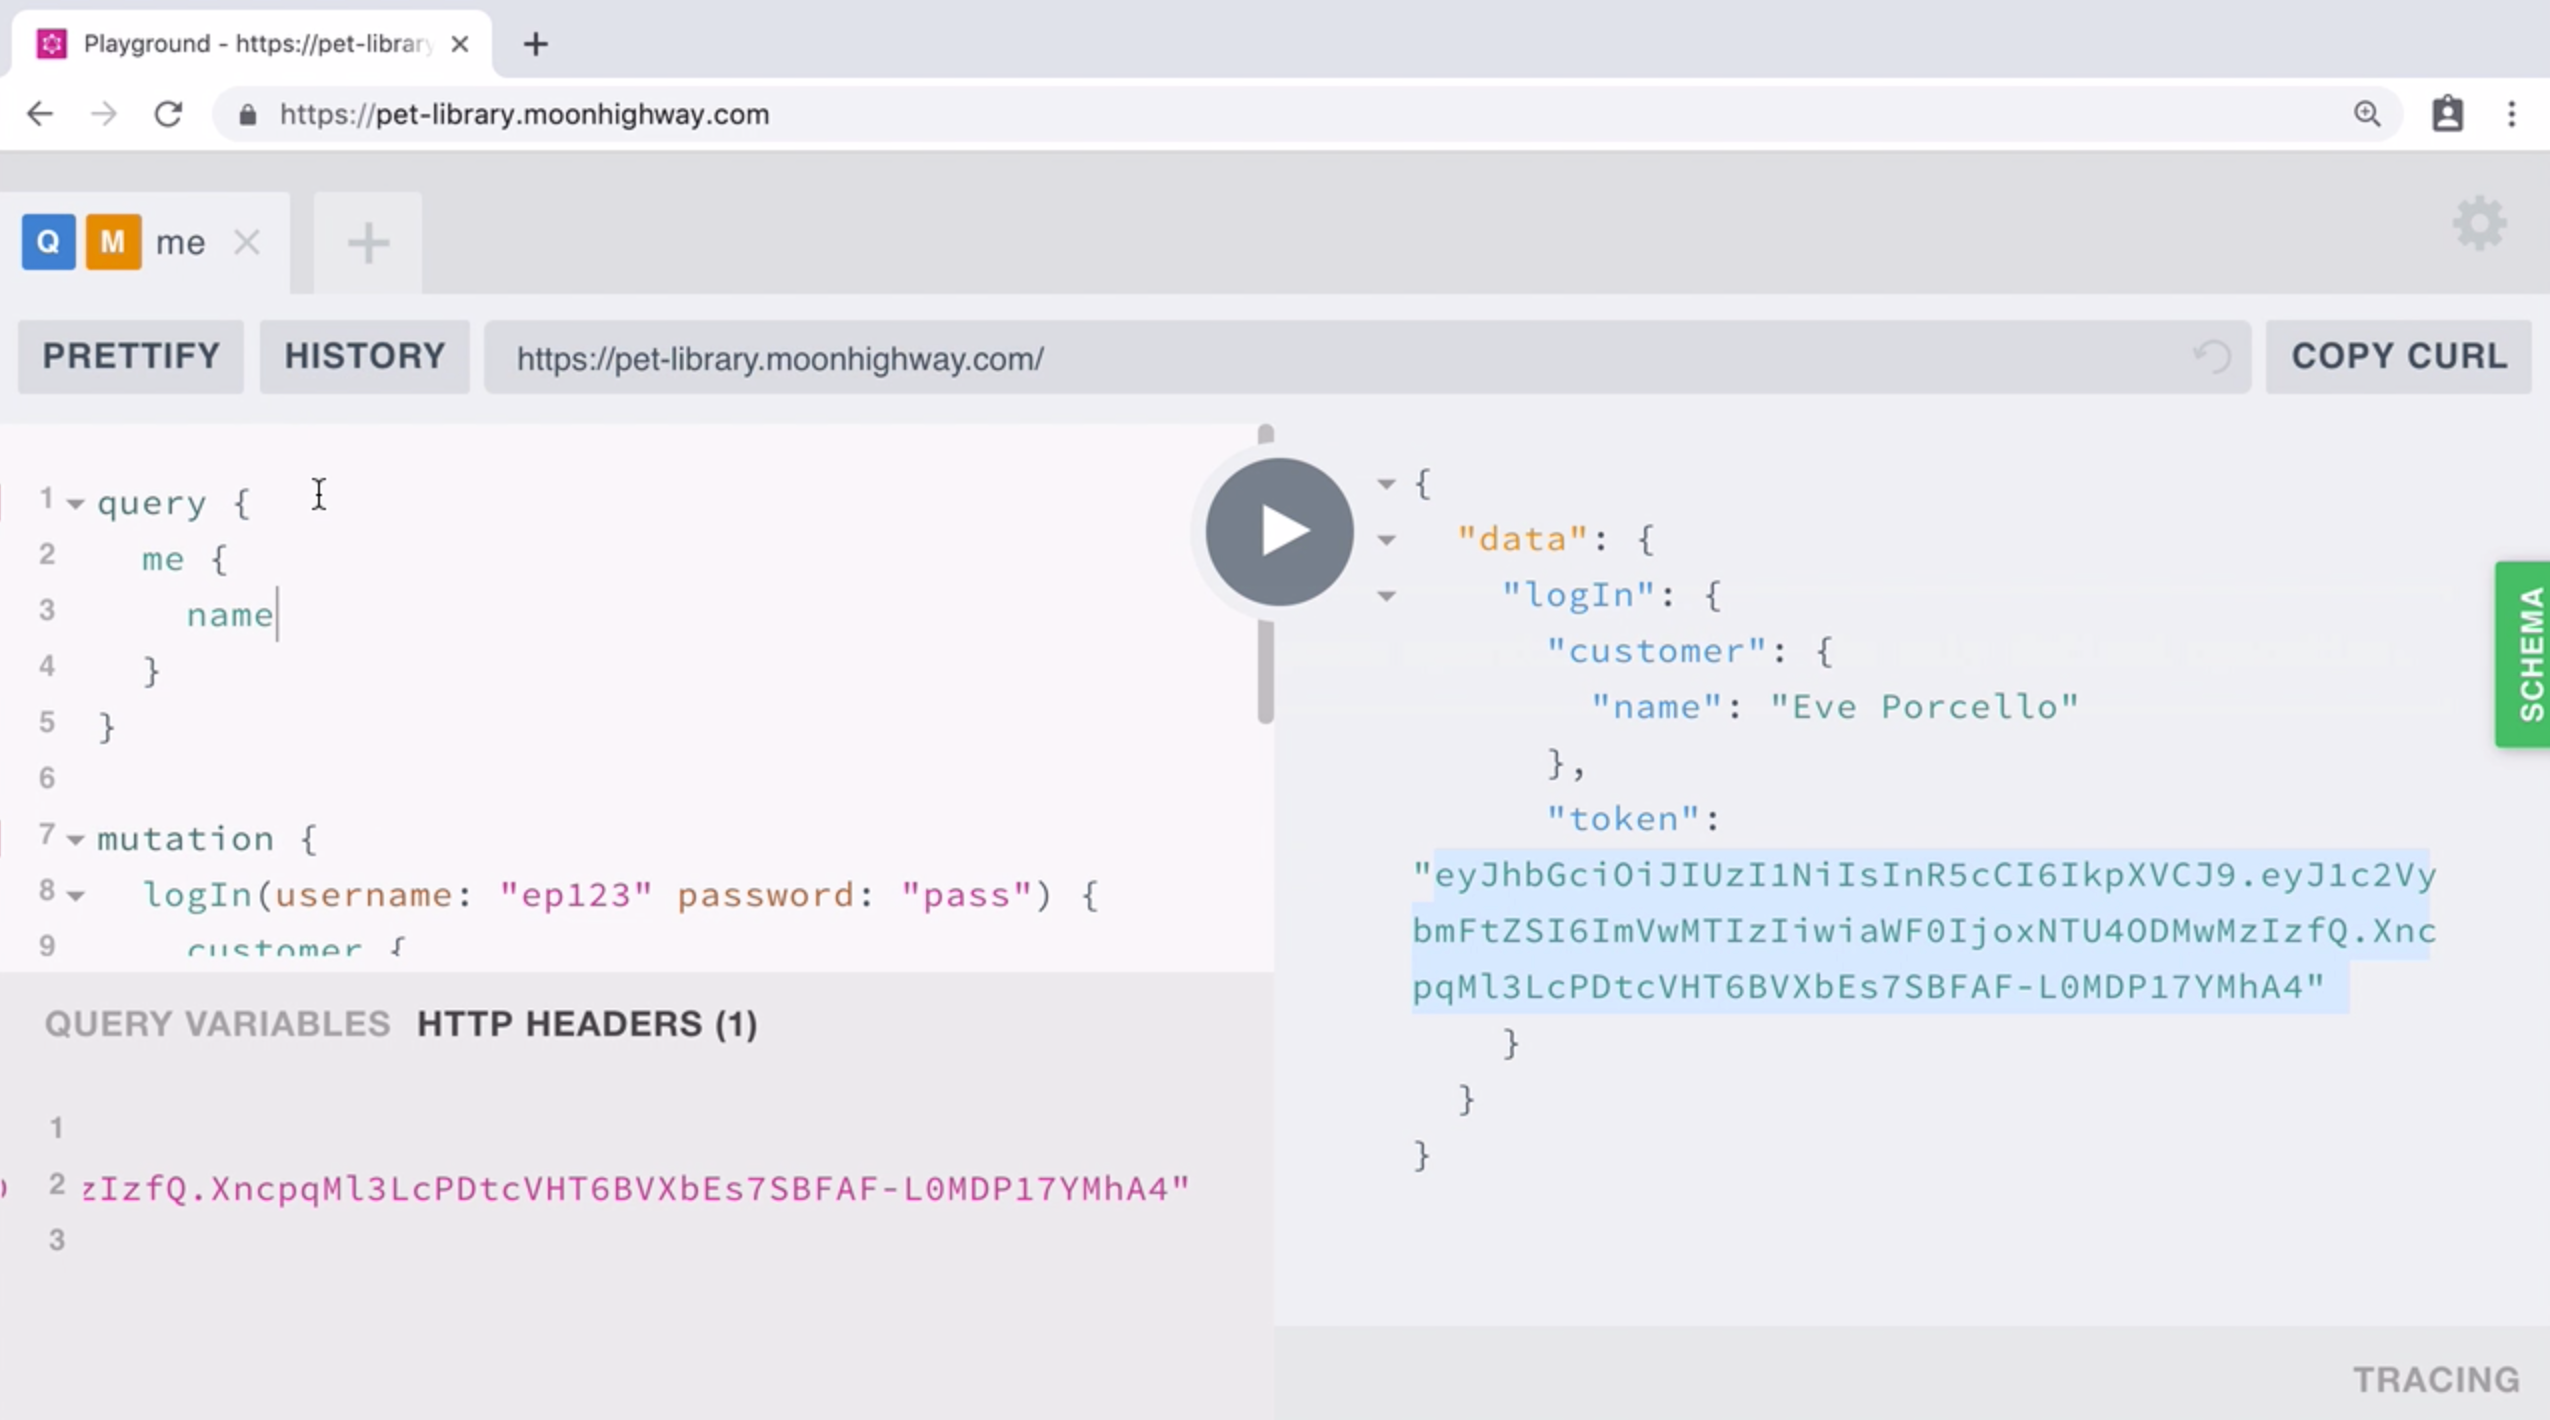 Playground - https://pet-library
https://pet-library.moonhighway.com
Q M me
PRETTIFY HISTORY https://pet-library.moonhighway.com/ COPY CURL
1 query {
2 me {
3 name
4 }
5 }
6
7 mutation {
8 logIn(username: "ep123" password: "pass") {
9 customer {
QUERY VARIABLES HTTP HEADERS (1)
1
2 zIzfQ.XncpqMl3LcPDtcVHT6BVXbEs7SBFAF-L0MDP17YMhA4"
3
{
"data": {
"logIn": {
"customer": {
"name": "Eve Porcello"
},
"token":
"eyJhbGciOiJIUzI1NiIsInR5cCI6IkpXVCJ9.eyJ1c2Vy
bmFtZSI6ImVwMTIzIiwiaWF0IjoxNTU4ODMwMzIzfQ.Xnc
pqMl3LcPDtcVHT6BVXbEs7SBFAF-L0MDP17YMhA4"
}
}
}
SCHEMA
TRACING